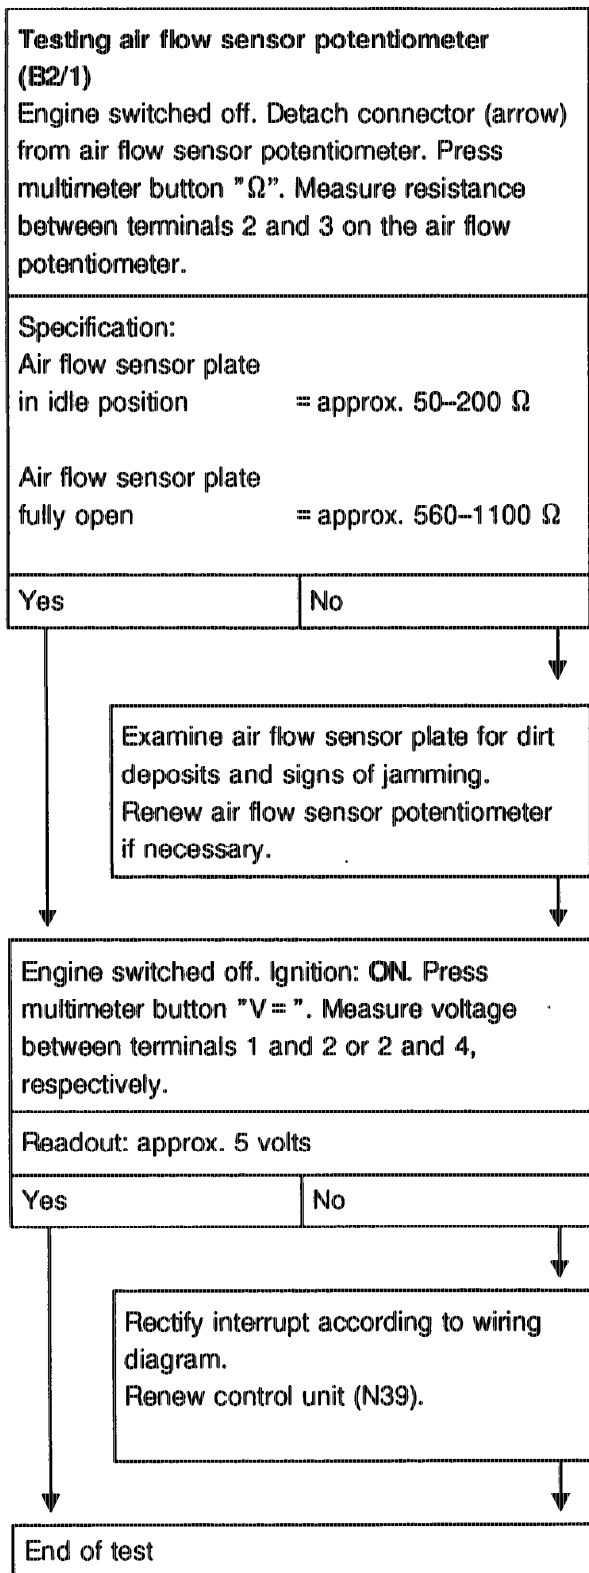 Testing air flow sensor potentiometer
(B2/1)
Engine switched off. Detach connector (arrow)
from air flow sensor potentiometer. Press
multimeter button "Ω". Measure resistance
between terminals 2 and 3 on the air flow
potentiometer.
Specification:
Air flow sensor plate
in idle position = approx. 50–200 Ω
Air flow sensor plate
fully open = approx. 560–1100 Ω
Yes No
Examine air flow sensor plate for dirt
deposits and signs of jamming.
Renew air flow sensor potentiometer
if necessary.
Engine switched off. Ignition: ON. Press
multimeter button "V = ". Measure voltage
between terminals 1 and 2 or 2 and 4,
respectively.
Readout: approx. 5 volts
Yes No
Rectify interrupt according to wiring
diagram.
Renew control unit (N39).
End of test